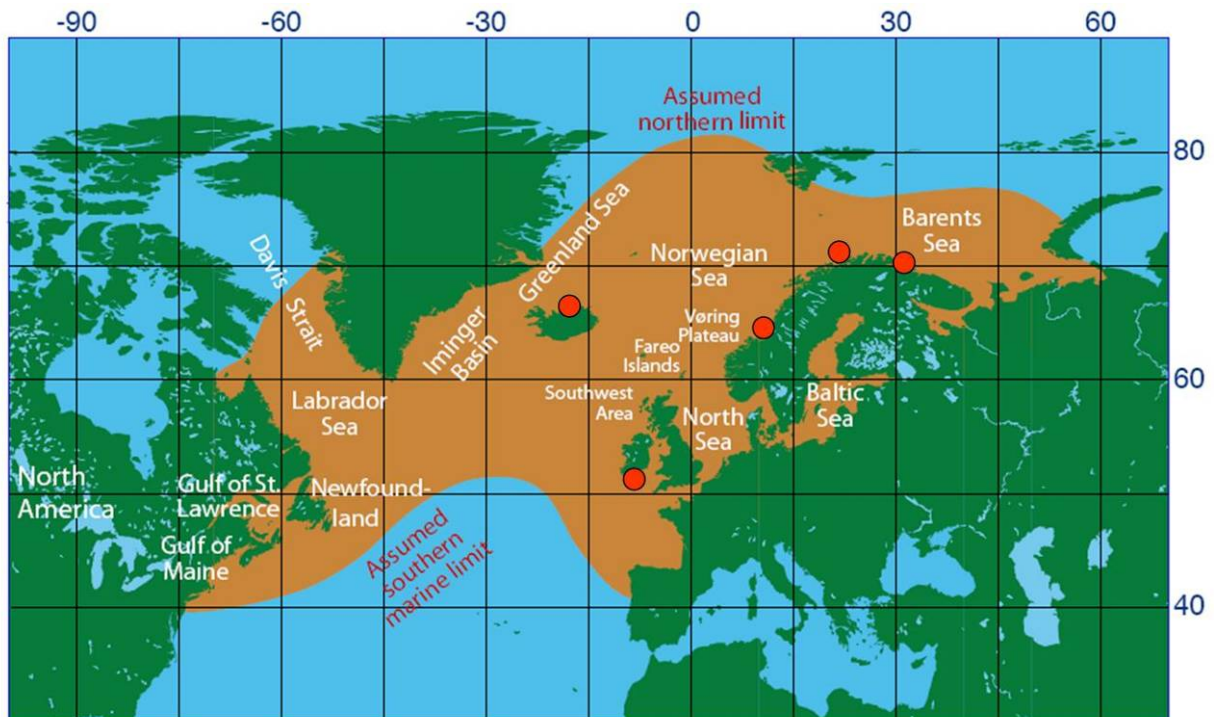 -90 -60 -30 0 30 60
Assumed
northern limit
80
Greenland Sea
Barents
Sea
Davis
Strait
Norwegian
Sea
Iminger
Basin
Vøring
Plateau
Fareo
Islands
60
Southwest
Area
Labrador
Sea
North
Sea
Baltic
Sea
North
America
Gulf of St.
Lawrence
Newfound-
land
Gulf of
Maine
Assumed
southern
marine limit
40